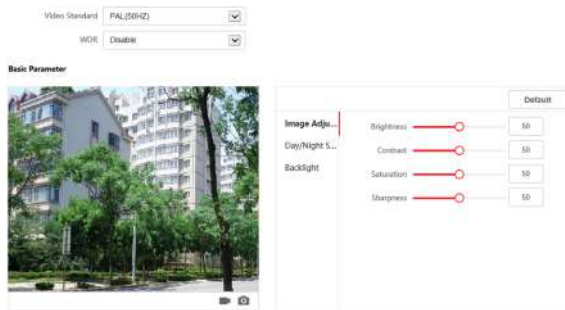 Video Standard PAL(50HZ)
WDR Disable
Basic Parameter
Default
Image Adju...
Brightness 50
Day/Night S...
Contrast 50
Backlight
Saturation 50
Sharpness 50